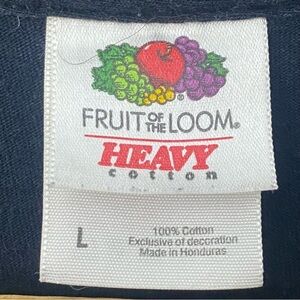 FRUIT OF THE LOOM®
HEAVY
cotton
L
100% Cotton
Exclusive of decoration
Made in Honduras